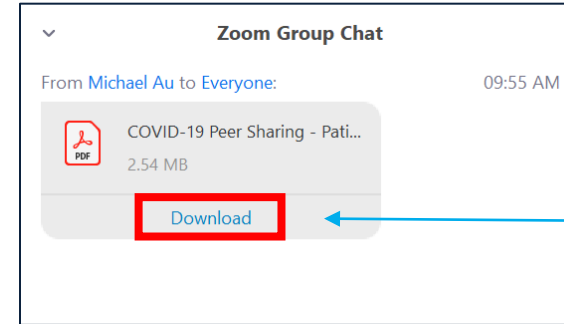 Zoom Group Chat
From Michael Au to Everyone: 09:55 AM
COVID-19 Peer Sharing - Pati...
PDF
2.54 MB
Download